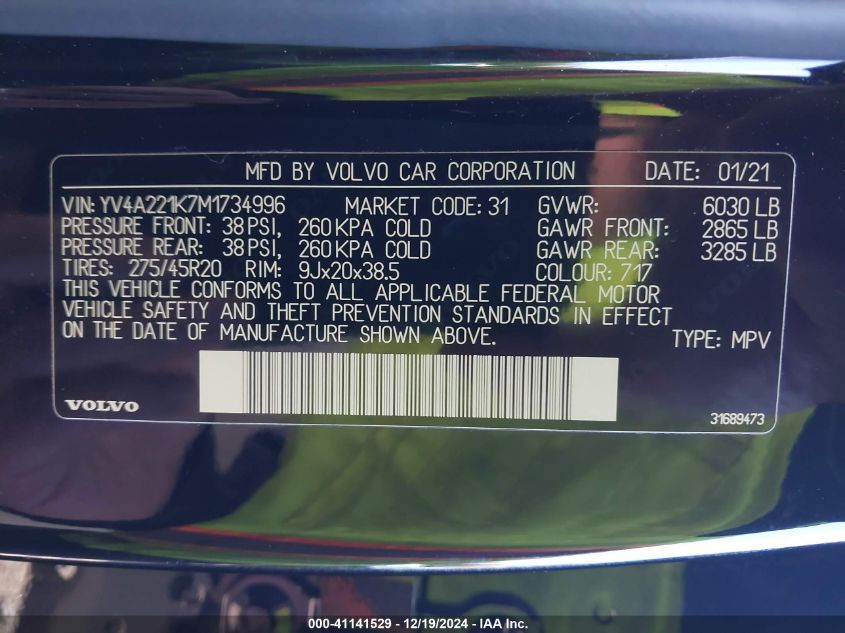 MFD BY VOLVO CAR CORPORATION DATE: 01/21
VIN: YV4A221K7M1734996 MARKET CODE: 31 GVWR: 6030 LB
PRESSURE FRONT: 38 PSI, 260 KPA COLD GAWR FRONT: 2865 LB
PRESSURE REAR: 38 PSI, 260 KPA COLD GAWR REAR: 3285 LB
TIRES: 275/45R20 RIM: 9Jx20x38.5 COLOUR: 717
THIS VEHICLE CONFORMS TO ALL APPLICABLE FEDERAL MOTOR
VEHICLE SAFETY AND THEFT PREVENTION STANDARDS IN EFFECT
ON THE DATE OF MANUFACTURE SHOWN ABOVE. TYPE: MPV
VOLVO 31689473
000-41141529 - 12/19/2024 - IAA Inc.